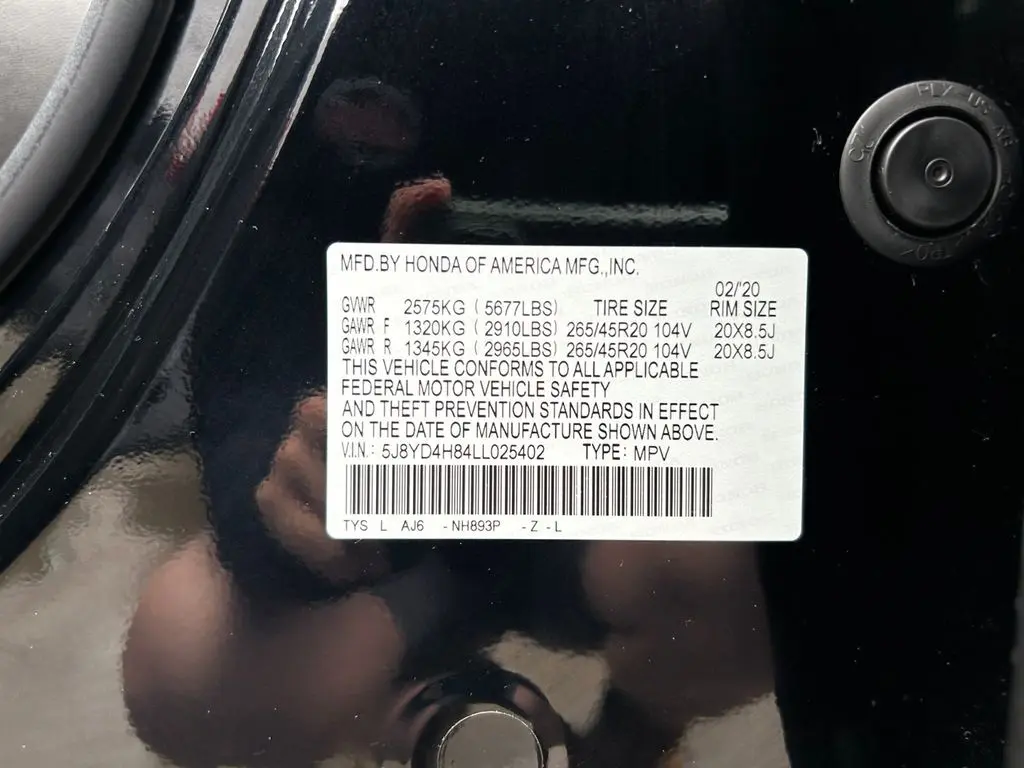 MFD.BY HONDA OF AMERICA MFG.,INC.
02/'20
GVWR 2575KG (5677LBS) TIRE SIZE RIM SIZE
GAWR F 1320KG (2910LBS) 265/45R20 104V 20X8.5J
GAWR R 1345KG (2965LBS) 265/45R20 104V 20X8.5J
THIS VEHICLE CONFORMS TO ALL APPLICABLE
FEDERAL MOTOR VEHICLE SAFETY
AND THEFT PREVENTION STANDARDS IN EFFECT
ON THE DATE OF MANUFACTURE SHOWN ABOVE.
V.I.N.: 5J8YD4H84LL025402 TYPE: MPV
TYS L AJ6 -NH893P -Z -L